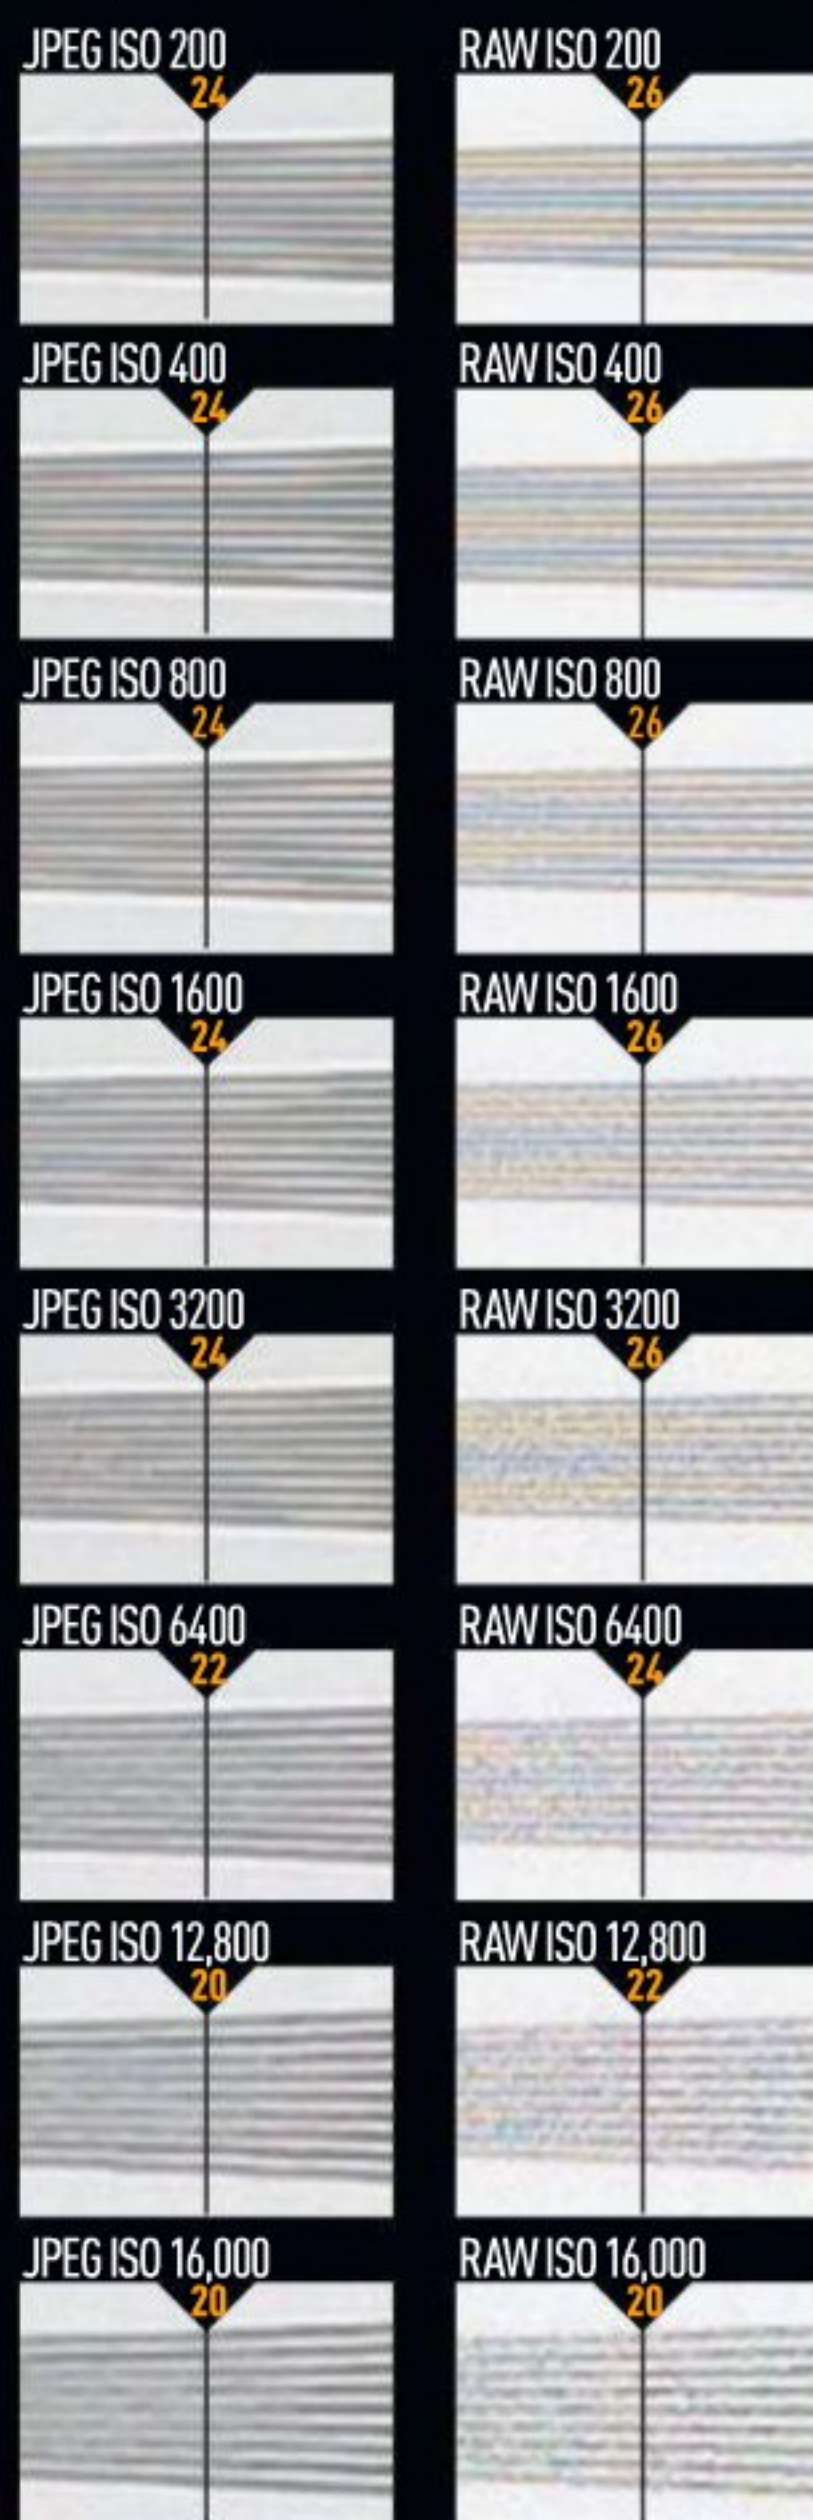 JPEG ISO 200
24
RAW ISO 200
26
JPEG ISO 400
24
RAW ISO 400
26
JPEG ISO 800
24
RAW ISO 800
26
JPEG ISO 1600
24
RAW ISO 1600
26
JPEG ISO 3200
24
RAW ISO 3200
26
JPEG ISO 6400
22
RAW ISO 6400
24
JPEG ISO 12,800
20
RAW ISO 12,800
22
JPEG ISO 16,000
20
RAW ISO 16,000
20